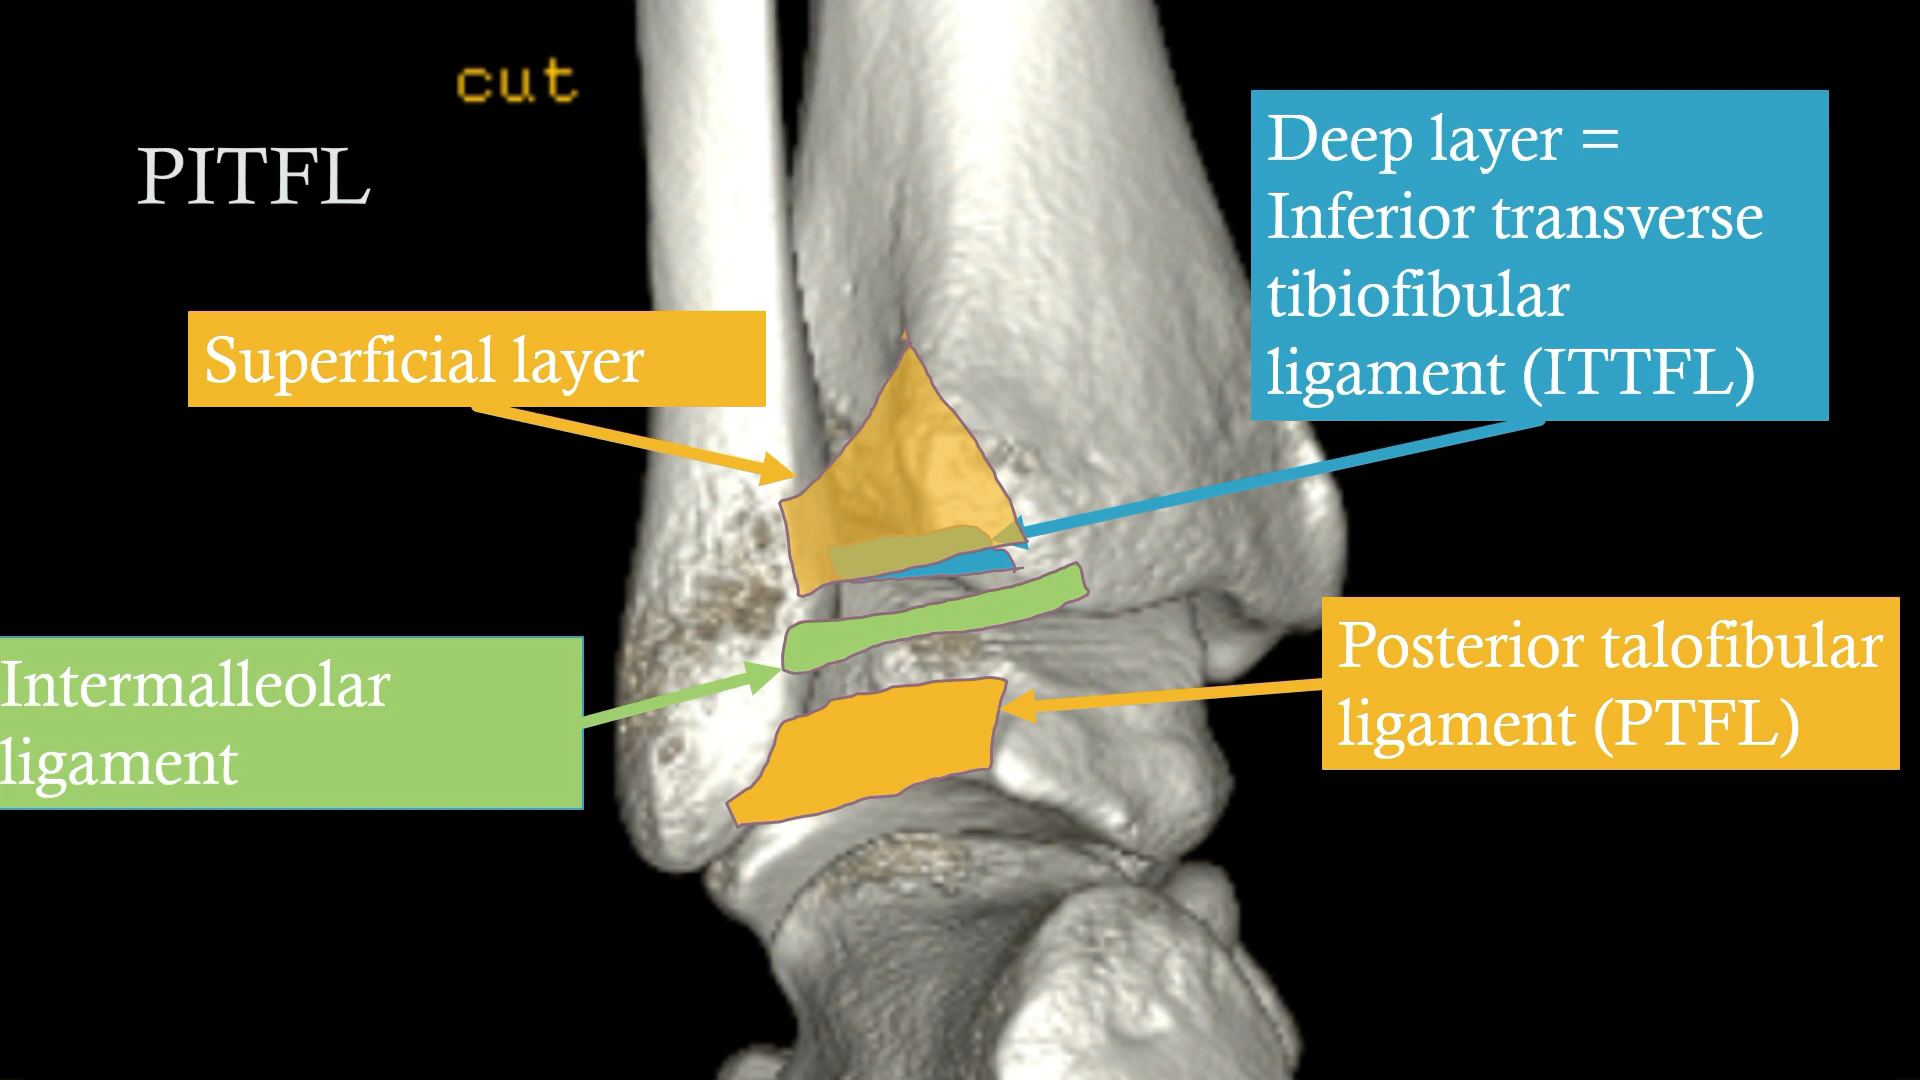 cut
PITFL
Deep layer =
Inferior transverse
tibiofibular
ligament (ITTFL)
Superficial layer
Intermalleolar
ligament
Posterior talofibular
ligament (PTFL)